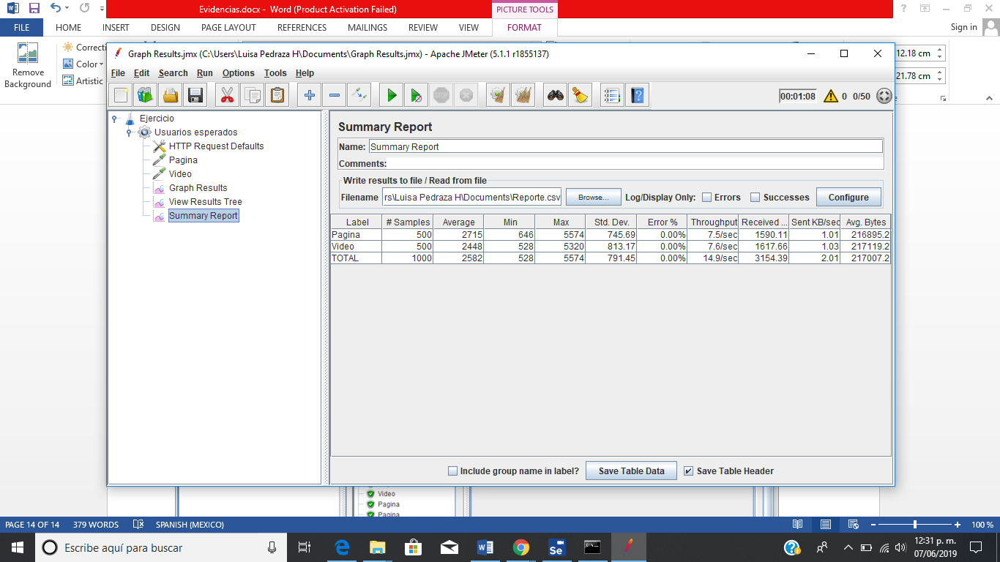 Evidencias.docx - Word (Product Activation Failed)
PICTURE TOOLS
FILE HOME INSERT DESIGN PAGE LAYOUT REFERENCES MAILINGS REVIEW VIEW FORMAT
Sign in
Remove
Background
Correcti
Color
Artistic
12.18 cm
21.78 cm
Graph Results.jmx (C:\Users\Luisa Pedraza H\Documents\Graph Results.jmx) - Apache JMeter (5.1.1 r1855137)
File Edit Search Run Options Tools Help
STOP
00:01:08 0 0/50
Ejercicio
Usuarios esperados
HTTP Request Defaults
Pagina
Video
Graph Results
View Results Tree
Summary Report
Summary Report
Name: Summary Report
Comments:
Write results to file / Read from file
Filename rs\Luisa Pedraza H\Documents\Reporte.csv Browse... Log/Display Only: Errors Successes Configure
Label # Samples Average Min Max Std. Dev. Error % Throughput Received ... Sent KB/sec Avg. Bytes
Pagina 500 2715 646 5574 745.69 0.00% 7.5/sec 1590.11 1.01 216895.2
Video 500 2448 528 5320 813.17 0.00% 7.6/sec 1617.66 1.03 217119.2
TOTAL 1000 2582 528 5574 791.45 0.00% 14.9/sec 3154.39 2.01 217007.2
Include group name in label? Save Table Data Save Table Header
Video
Pagina
Pagina
PAGE 14 OF 14 379 WORDS SPANISH (MEXICO) 100 %
Escribe aquí para buscar
Se
12:31 p. m.
07/06/2019